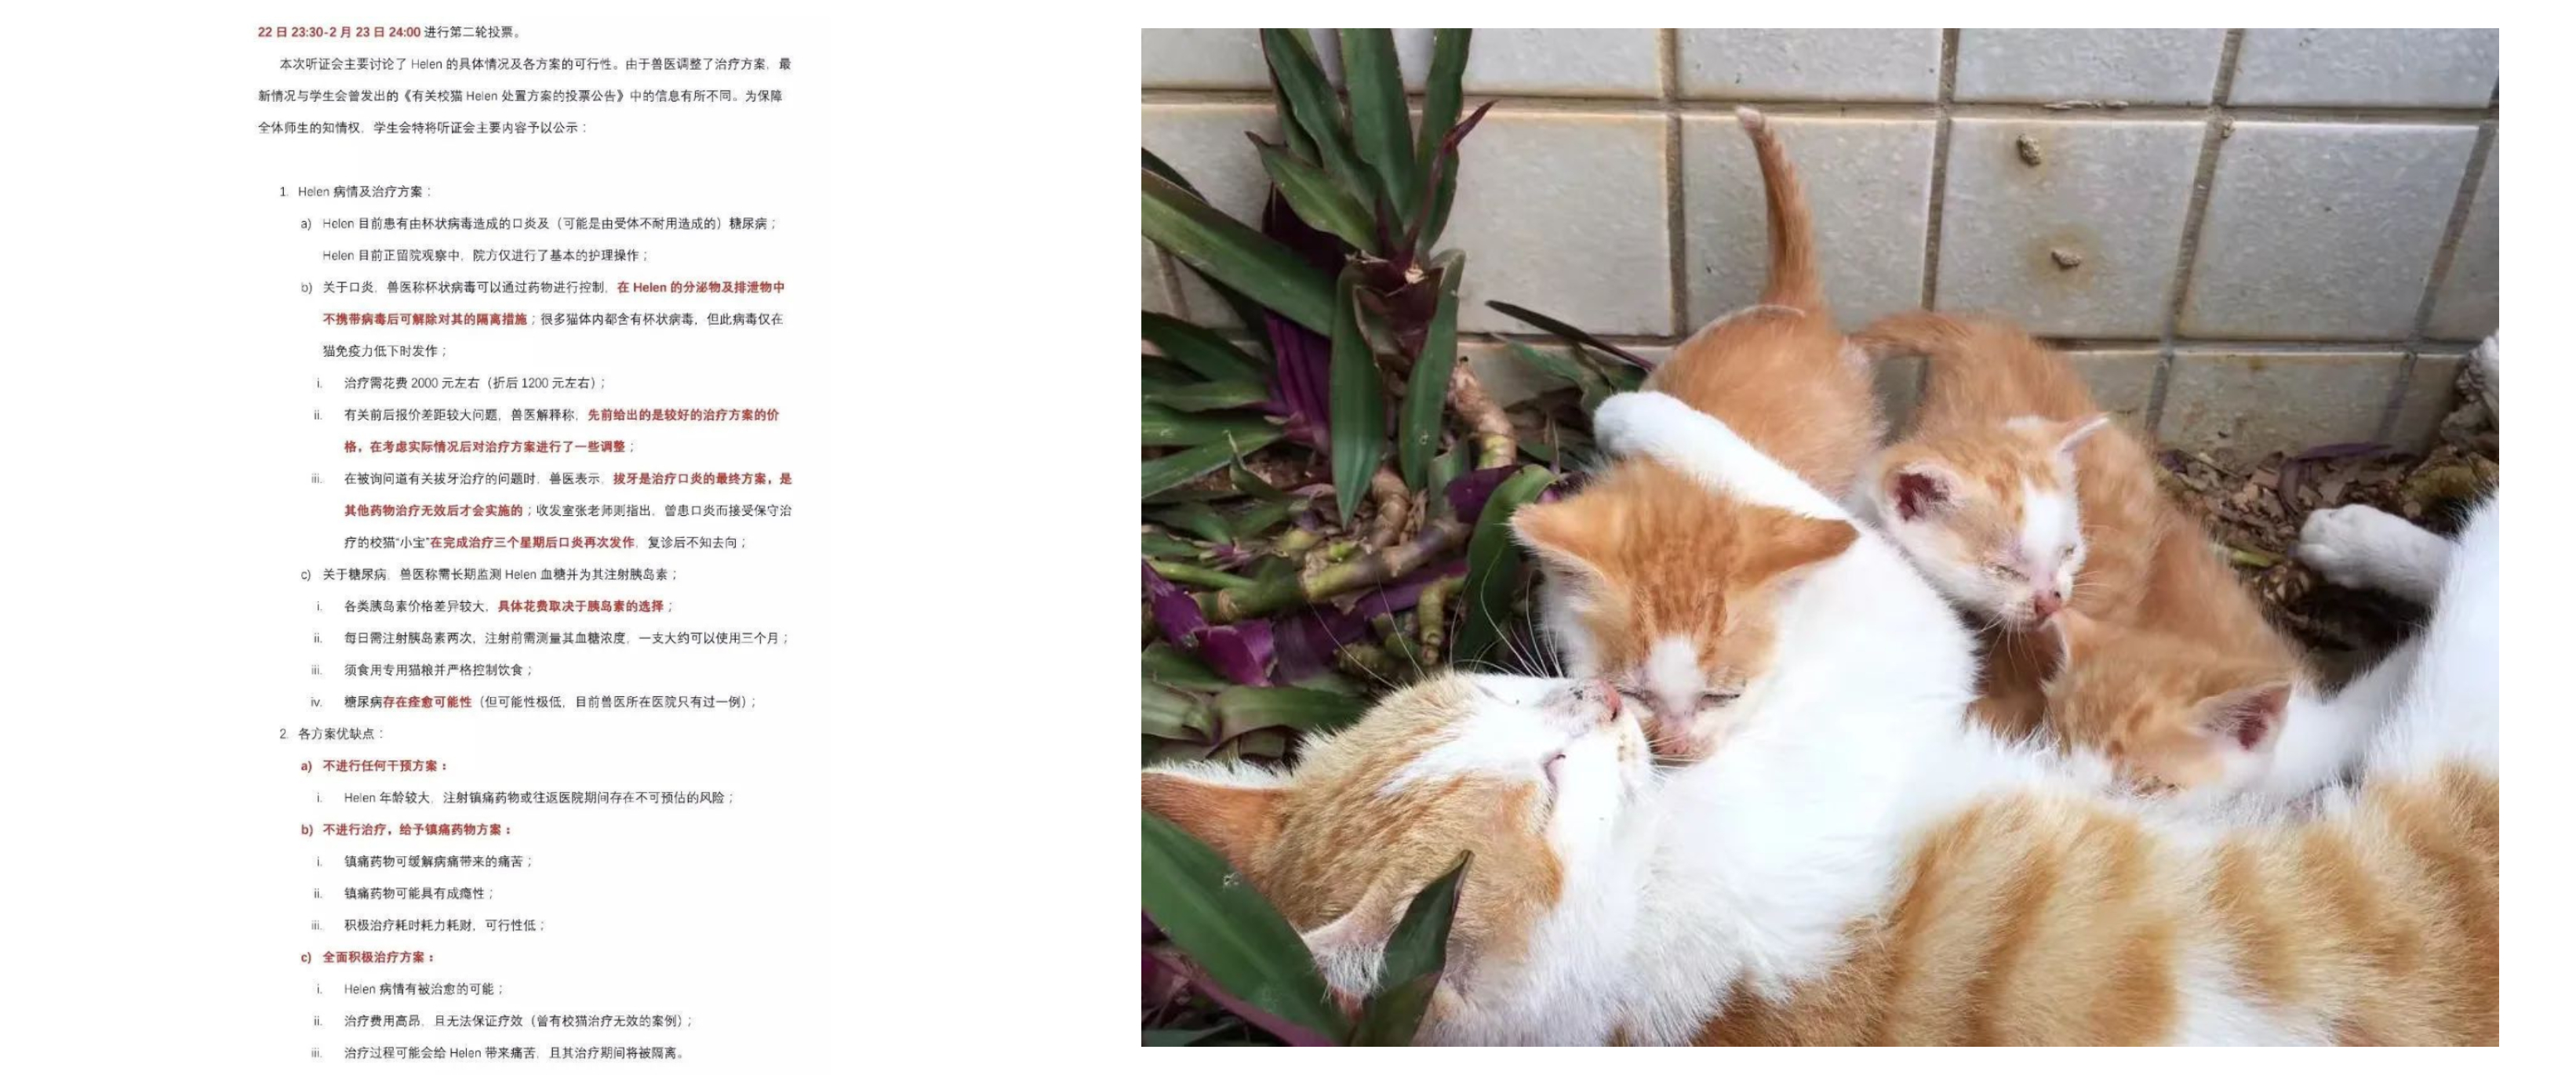 22 日 23:30-2 月 23 日 24:00 进行第二轮投票。
本次听证会主要讨论了 Helen 的具体情况及各方案的可行性。由于兽医调整了治疗方案，最
新情况与学生会曾发出的《有关校猫 Helen 处置方案的投票公告》中的信息有所不同。为保障
全体师生的知情权，学生会特将听证会主要内容予以公示：
1. Helen 病情及治疗方案：
a) Helen 目前患有由杯状病毒造成的口炎及（可能是由受体不耐用造成的）糖尿病；
Helen 目前正留院观察中，院方仅进行了基本的护理操作；
b) 关于口炎，兽医称杯状病毒可以通过药物进行控制，在 Helen 的分泌物及排泄物中
不携带病毒后可解除对其的隔离措施；很多猫体内都含有杯状病毒，但此病毒仅在
猫免疫力低下时发作；
i. 治疗需花费 2000 元左右（折后 1200 元左右）；
ii. 有关前后报价差距较大问题，兽医解释称，先前给出的是较好的治疗方案的价
格，在考虑实际情况后对治疗方案进行了一些调整；
iii. 在被询问道有关拔牙治疗的问题时，兽医表示，拔牙是治疗口炎的最终方案，是
其他药物治疗无效后才会实施的；收发室张老师则指出，曾患口炎而接受保守治
疗的校猫“小宝”在完成治疗三个星期后口炎再次发作，复诊后不知去向；
c) 关于糖尿病，兽医称需长期监测 Helen 血糖并为其注射胰岛素；
i. 各类胰岛素价格差异较大，具体花费取决于胰岛素的选择；
ii. 每日需注射胰岛素两次，注射前需测量其血糖浓度，一支大约可以使用三个月；
iii. 须食用专用猫粮并严格控制饮食；
iv. 糖尿病存在痊愈可能性（但可能性极低，目前兽医所在医院只有过一例）；
2. 各方案优缺点：
a) 不进行任何干预方案：
i. Helen 年龄较大，注射镇痛药物或往返医院期间存在不可预估的风险；
b) 不进行治疗，给予镇痛药物方案：
i. 镇痛药物可缓解病痛带来的痛苦；
ii. 镇痛药物可能具有成瘾性；
iii. 积极治疗耗时耗力耗财，可行性低；
c) 全面积极治疗方案：
i. Helen 病情有被治愈的可能；
ii. 治疗费用高昂，且无法保证疗效（曾有校猫治疗无效的案例）；
iii. 治疗过程可能会给 Helen 带来痛苦，且其治疗期间将被隔离。